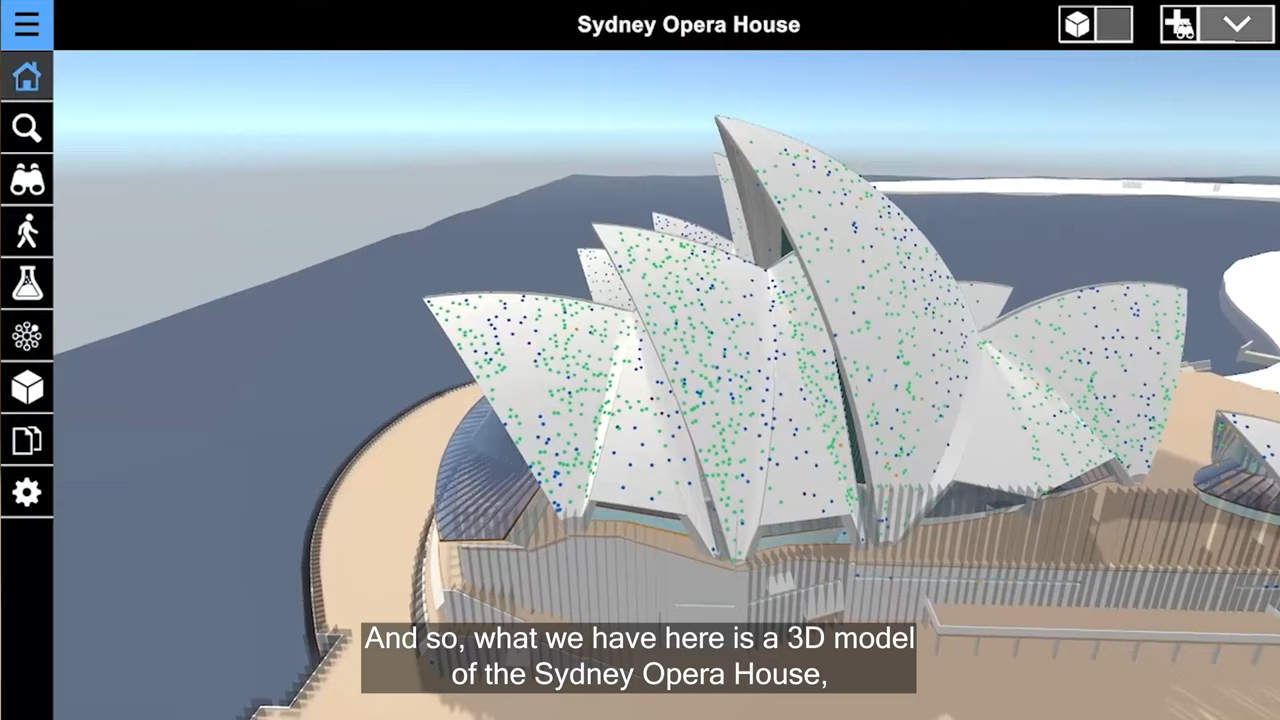 Sydney Opera House
And so, what we have here is a 3D model
of the Sydney Opera House,